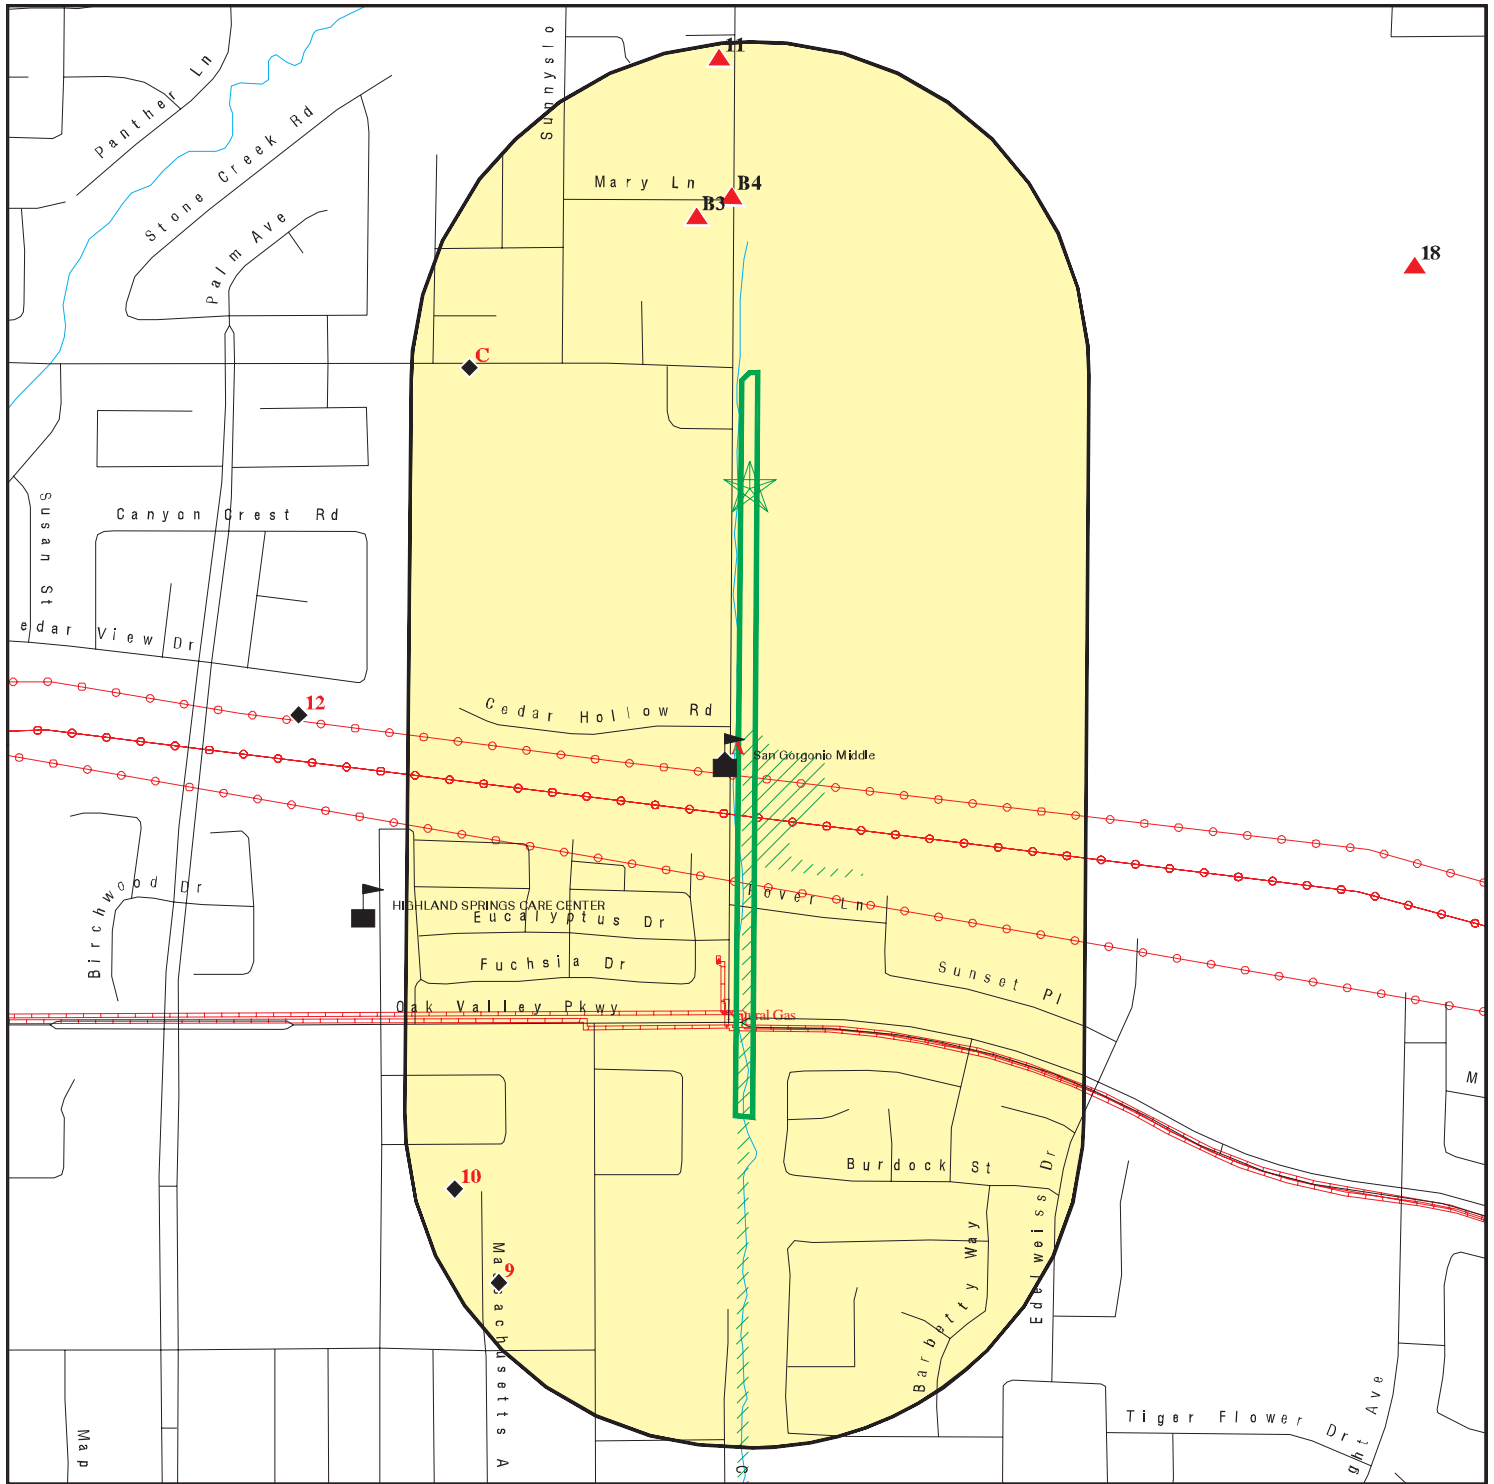 11
Sunnyslo
Panther Ln
Stone Creek Rd
Mary Ln
B4
B3
Palm Ave
18
C
Susan St
Canyon Crest Rd
edar View Dr
12
Cedar Hollow Rd
A
San Gorgonio Middle
Birchwood Dr
HIGHLAND SPRINGS CARE CENTER
Eucalyptus Dr
Fuchsia Dr
Sunset Pl
Oak Valley Pkwy
Gas
M
10
Burdock St
Edelweiss Dr
Barbetty Way
9
Massachusetts A
Map
Tiger Flower Dr
ght Ave